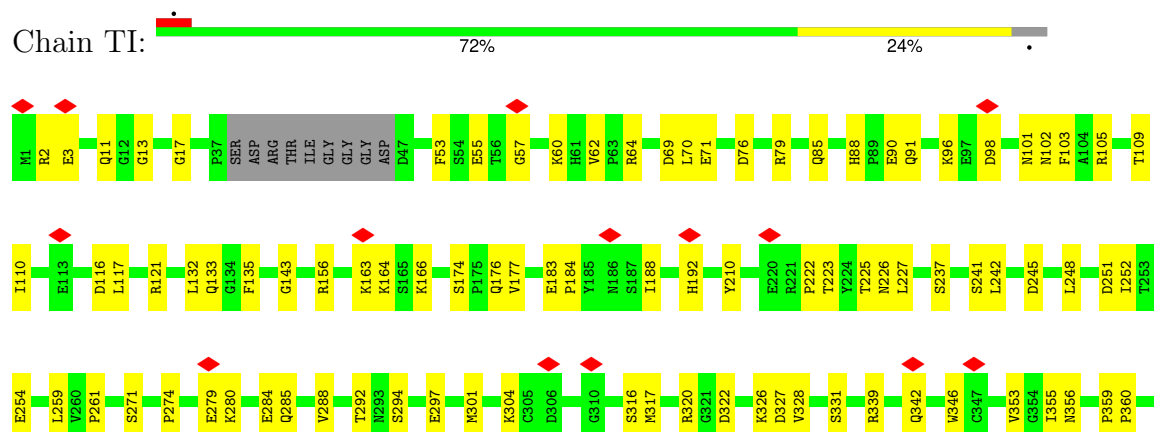 Chain TI:
72% 24%
M1 R2 E3 Q11 G12 G13 G17 P37 SER ASP ARG THR ILE GLY GLY GLY ASP D47 F53 S54 E55 T56 G57 K60 H61 V62 P63 R64 D69 L70 E71 D76 R79 Q85 H88 P89 E90 Q91 K96 E97 D98 N101 N102 F103 A104 R105 T109
I110 E113 D116 L117 R121 L132 Q133 G134 F135 G143 R156 K163 K164 S165 K166 S174 P175 Q176 V177 E183 P184 Y185 N186 S187 I188 H192 Y210 E220 R221 P222 T223 Y224 T225 N226 L227 S237 S241 L242 D245 L248 D251 I252 T253
E254 L259 V260 P261 S271 P274 E279 K280 E284 Q285 V288 T292 N293 S294 E297 M301 K304 C305 D306 G310 S316 M317 R320 G321 D322 K326 D327 V328 S331 R339 Q342 W346 C347 V353 G354 I355 N356 P359 P360